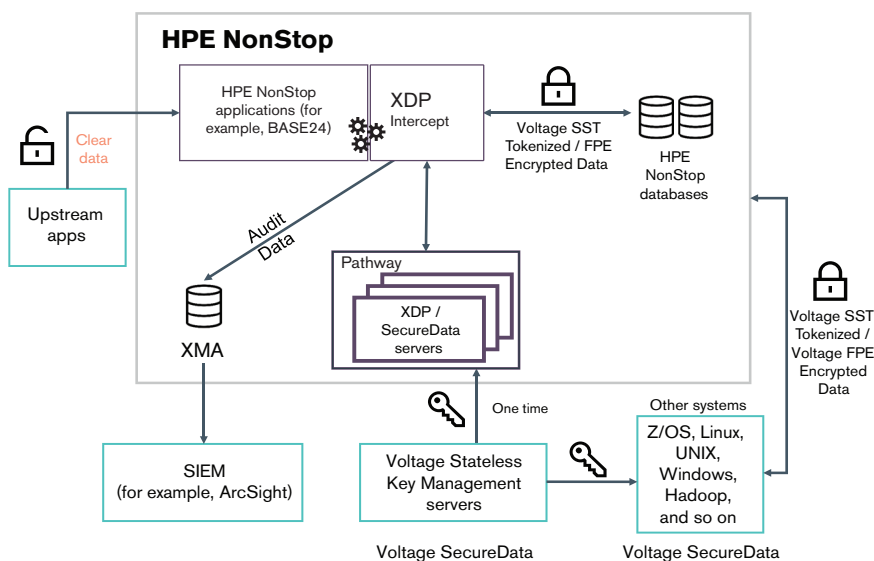 HPE NonStop
HPE NonStop
applications (for
example, BASE24)
XDP
Intercept
Voltage SST
Tokenized / FPE
Encrypted Data
HPE
NonStop
databases
Clear
data
Upstream
apps
Audit
Data
Pathway
XDP /
SecureData
servers
XMA
Voltage SST
Tokenized /
Voltage FPE
Encrypted
Data
One time
Other systems
SIEM
(for example, ArcSight)
Voltage Stateless
Key Management
servers
Z/OS, Linux,
UNIX,
Windows,
Hadoop,
and so on
Voltage SecureData
Voltage SecureData